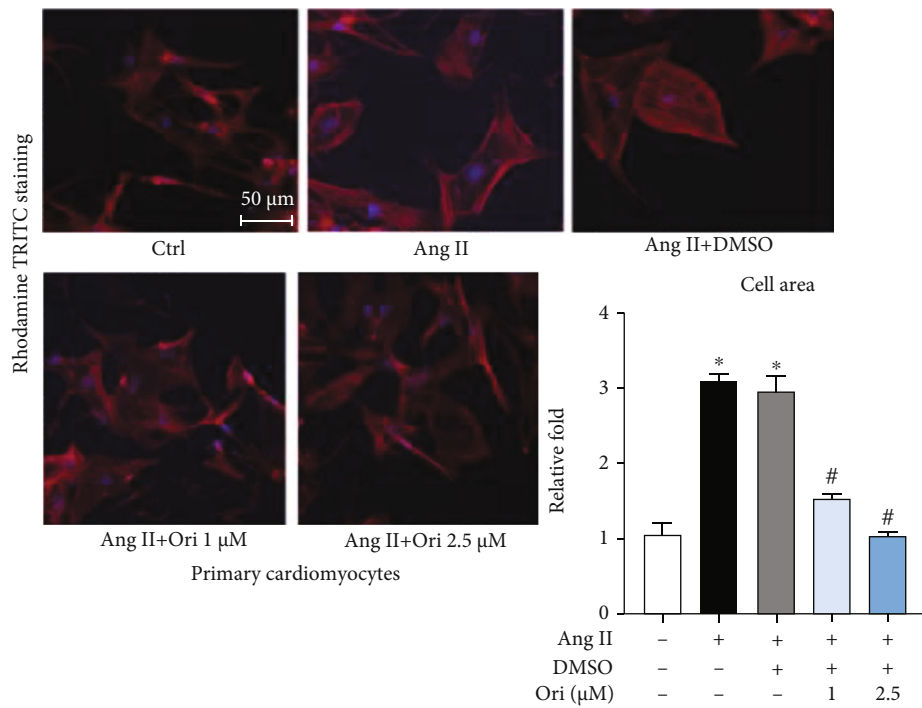 Rhodamine TRITC staining
50 μm
Ctrl
Ang II
Ang II+DMSO
Ang II+Ori 1 μM
Ang II+Ori 2.5 μM
Primary cardiomyocytes
Cell area
Relative fold
4
3
2
1
0
* * # #
Ang II – + + + +
DMSO – – + + +
Ori (μM) – – – 1 2.5